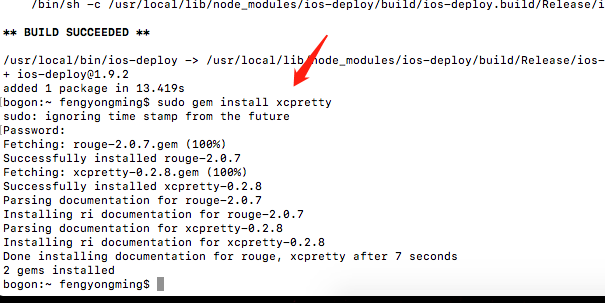 /bin/sh -c /usr/local/lib/node_modules/ios-deploy/build/ios-deploy.build/Release/i
** BUILD SUCCEEDED **
/usr/local/bin/ios-deploy -> /usr/local/lib/node_modules/ios-deploy/build/Release/ios-
+ ios-deploy@1.9.2
added 1 package in 13.419s
[bogon:~ fengyongming$ sudo gem install xcpretty
sudo: ignoring time stamp from the future
[Password:
Fetching: rouge-2.0.7.gem (100%)
Successfully installed rouge-2.0.7
Fetching: xcpretty-0.2.8.gem (100%)
Successfully installed xcpretty-0.2.8
Parsing documentation for rouge-2.0.7
Installing ri documentation for rouge-2.0.7
Parsing documentation for xcpretty-0.2.8
Installing ri documentation for xcpretty-0.2.8
Done installing documentation for rouge, xcpretty after 7 seconds
2 gems installed
bogon:~ fengyongming$